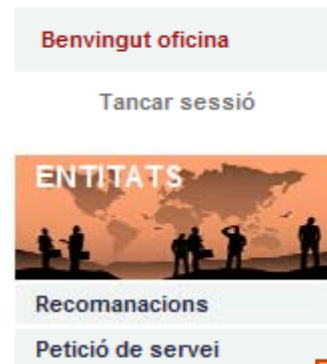 Benvingut oficina
Tancar sessió
ENTITATS
Recomanacions
Petició de servei